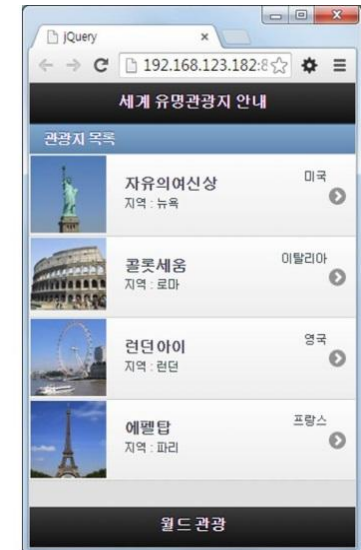 jQuery
192.168.123.182:8
세계 유명관광지 안내
관광지 목록
자유의여신상
미국
지역 : 뉴욕
콜롯세움
이탈리아
지역 : 로마
런던아이
영국
지역 : 런던
에펠탑
프랑스
지역 : 파리
월드관광